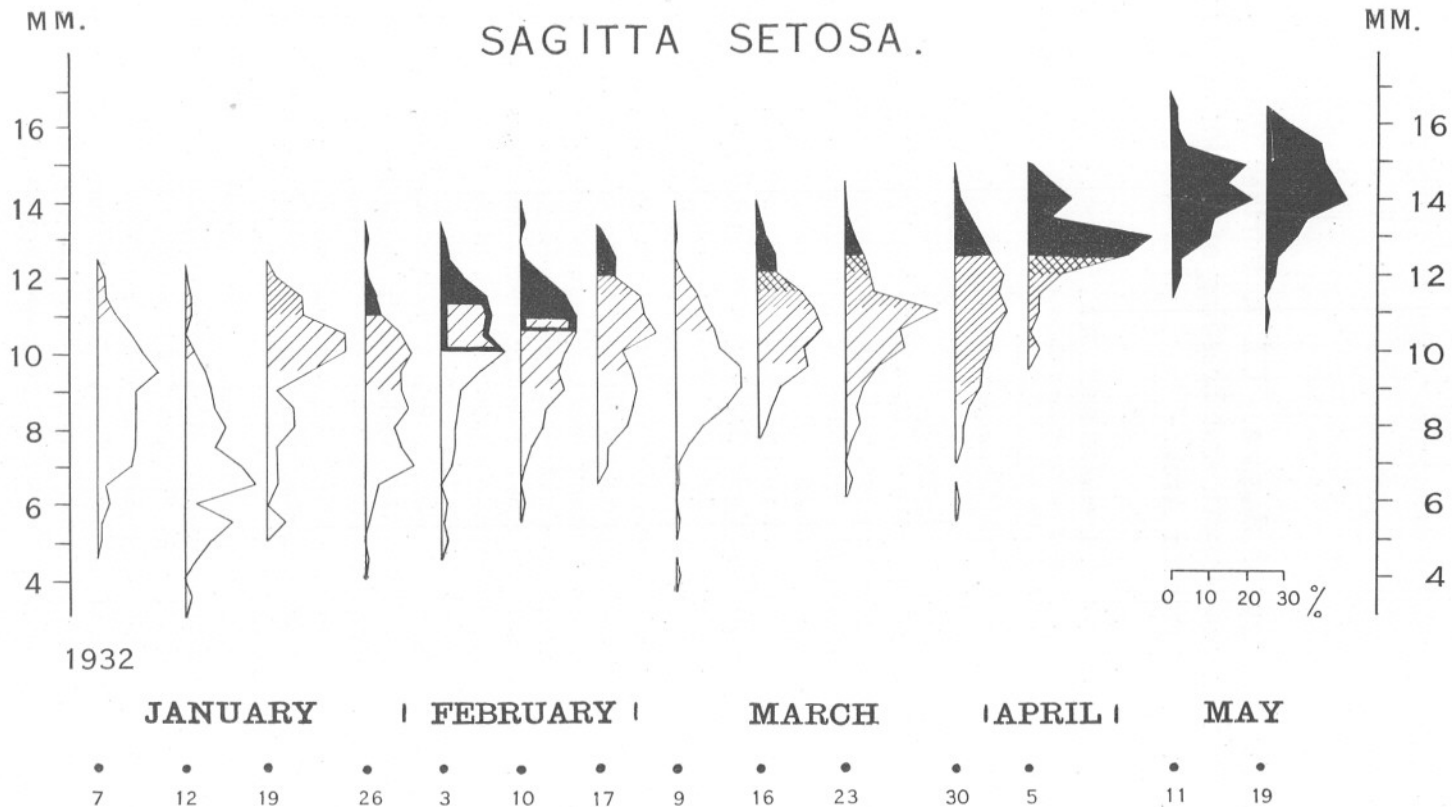 MM. SAGITTA SETOSA. MM.
16 16
14 14
12 12
10 10
8 8
6 6
4 4
0 10 20 30 %
1932
JANUARY FEBRUARY MARCH APRIL MAY
7 12 19 26 3 10 17 9 16 23 30 5 11 19